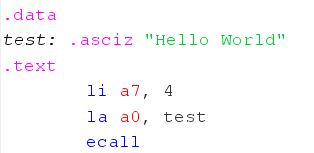 .data
test: .asciz "Hello World"
.text
li a7, 4
la a0, test
ecall